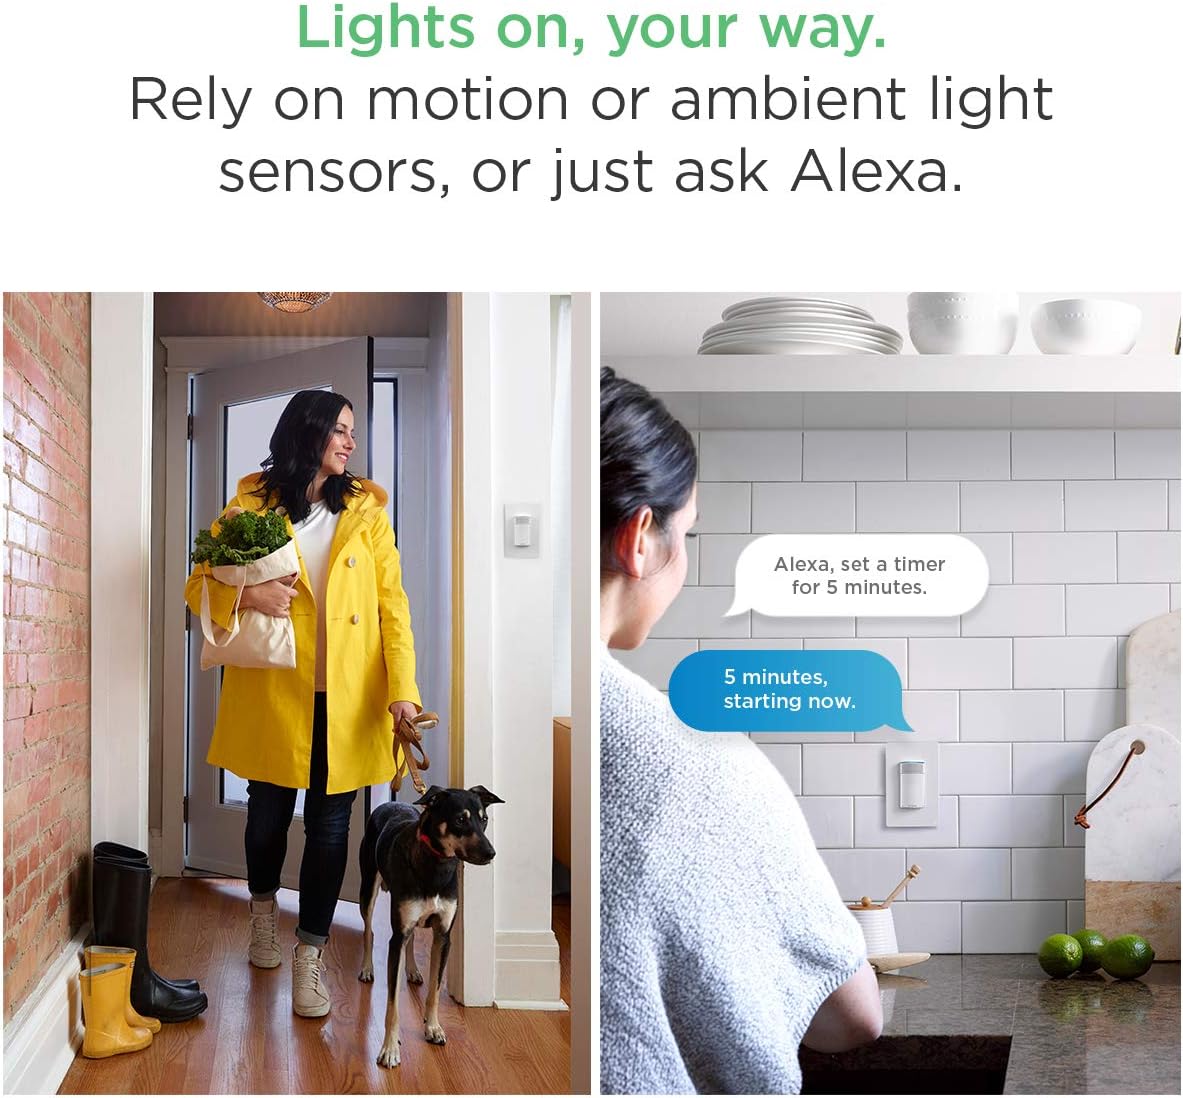 Lights on, your way.
Rely on motion or ambient light
sensors, or just ask Alexa.
Alexa, set a timer
for 5 minutes.
5 minutes,
starting now.